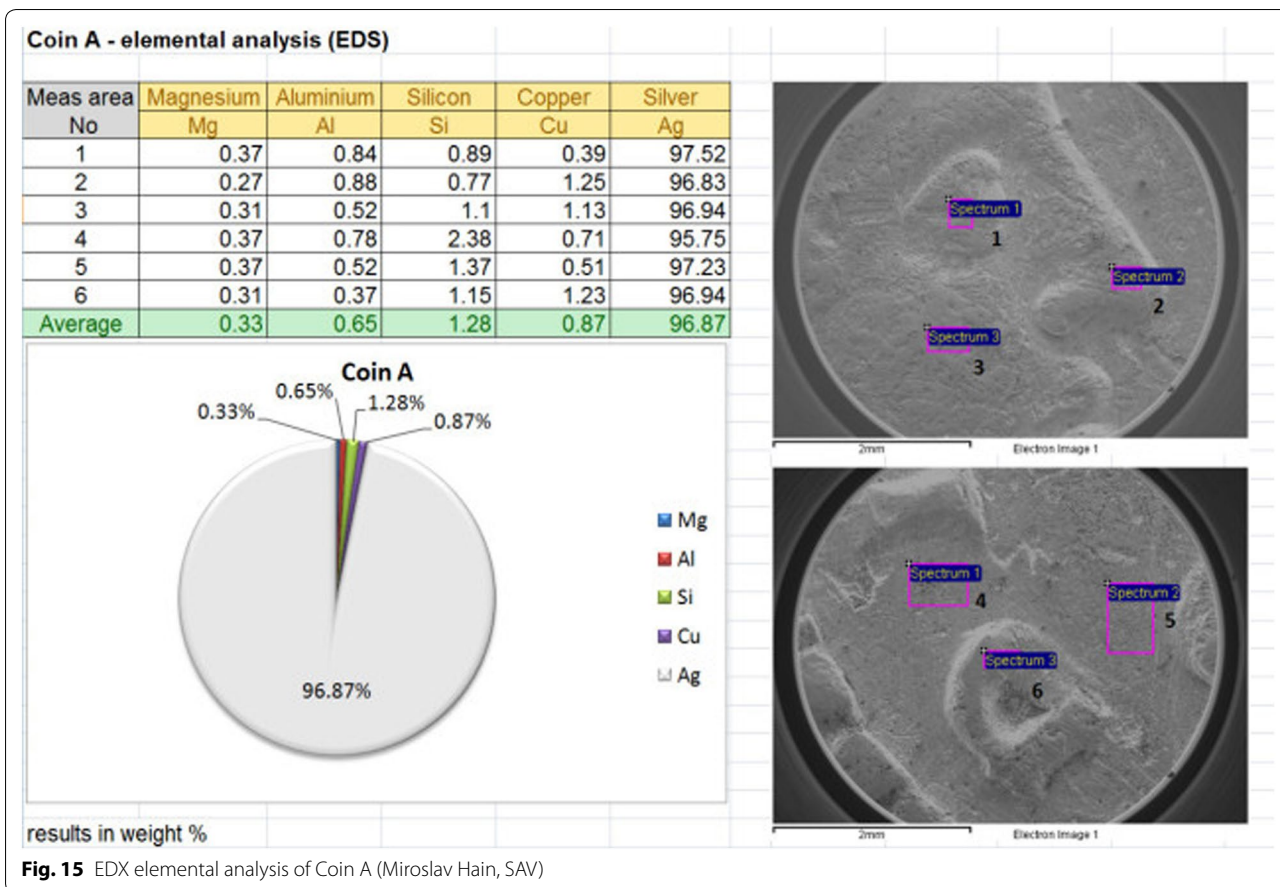 Coin A - elemental analysis (EDS)
Meas area Magnesium Aluminium Silicon Copper Silver
No Mg Al Si Cu Ag
1 0.37 0.84 0.89 0.39 97.52
2 0.27 0.88 0.77 1.25 96.83
3 0.31 0.52 1.1 1.13 96.94
4 0.37 0.78 2.38 0.71 95.75
5 0.37 0.52 1.37 0.51 97.23
6 0.31 0.37 1.15 1.23 96.94
Average 0.33 0.65 1.28 0.87 96.87
Coin A
0.33% 0.65% 1.28% 0.87%
96.87%
Mg
Al
Si
Cu
Ag
results in weight %
Spectrum 1
1
Spectrum 2
2
Spectrum 3
3
2mm Electron Image 1
Spectrum 1
4
Spectrum 2
5
Spectrum 3
6
2mm Electron Image 1
Fig. 15 EDX elemental analysis of Coin A (Miroslav Hain, SAV)